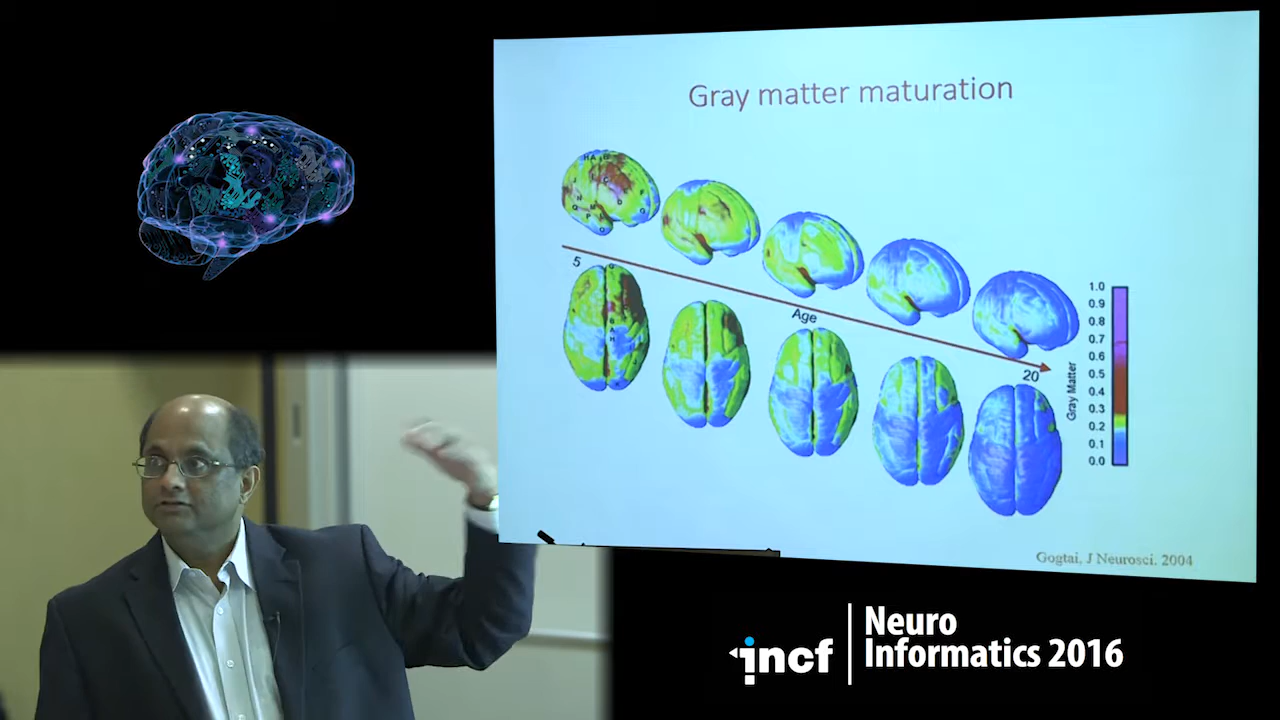 Gray matter maturation
5
Age
20
Gray Matter
1.0
0.9
0.8
0.7
0.6
0.5
0.4
0.3
0.2
0.1
0.0
Gogtai, J Neurosci. 2004
incf
Neuro
Informatics 2016